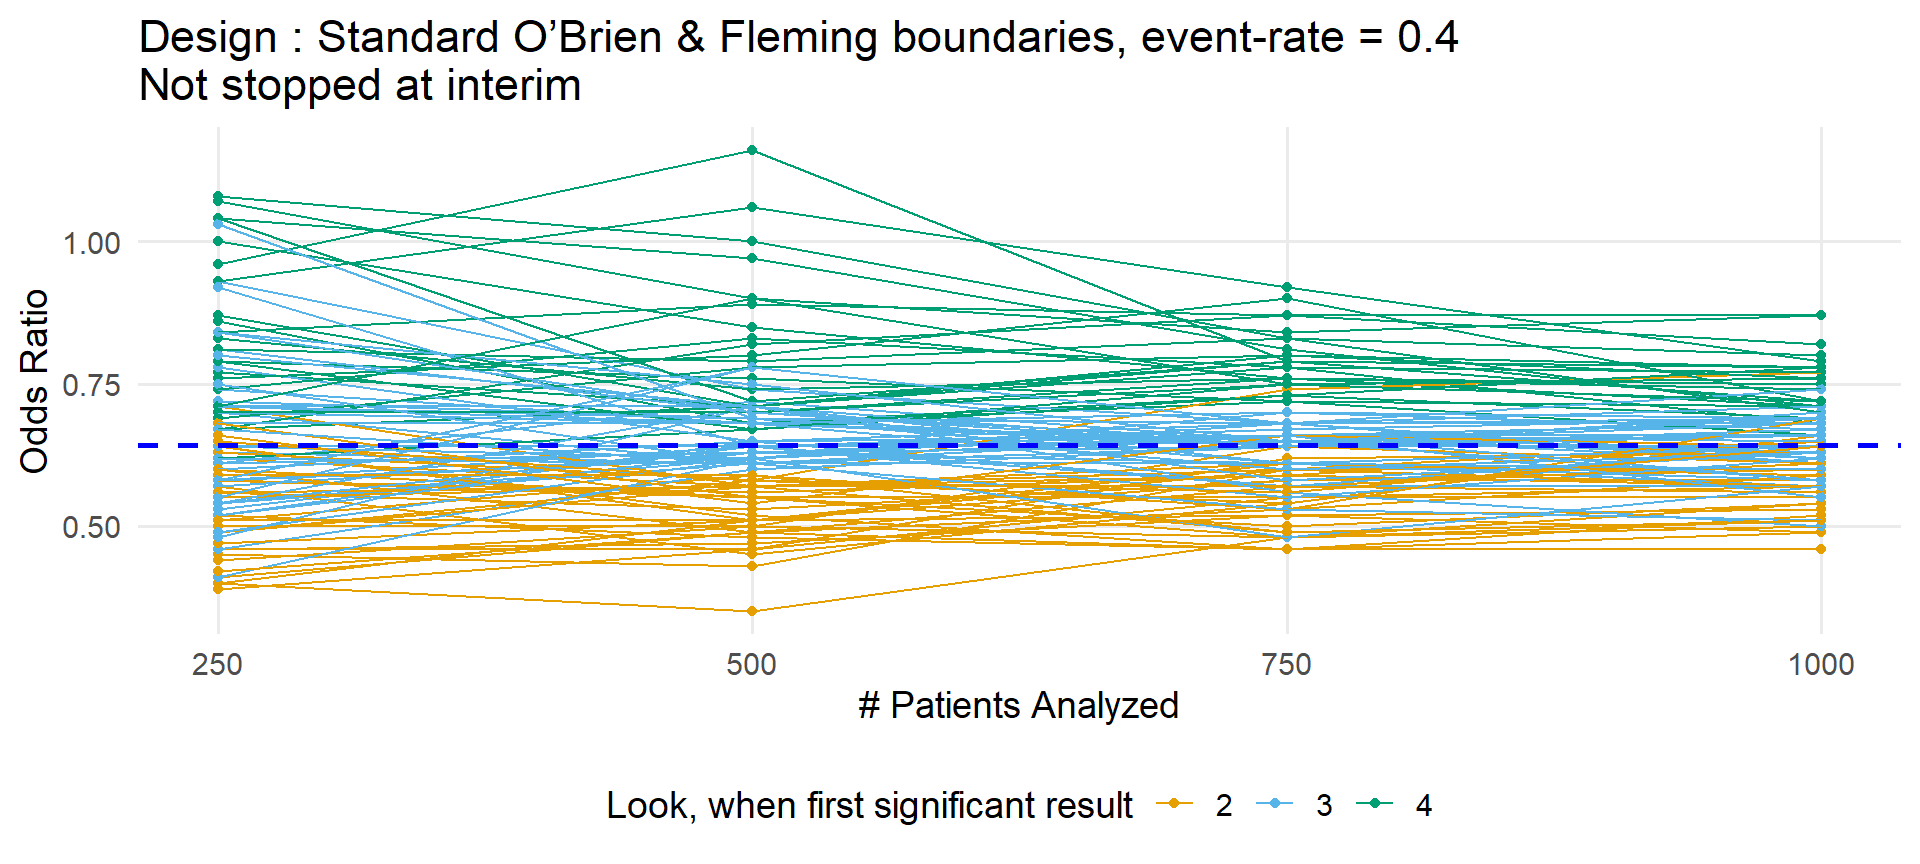 Design : Standard O’Brien & Fleming boundaries, event-rate = 0.4
Not stopped at interim
1.00
0.75
0.50
Odds Ratio
250 500 750 1000
# Patients Analyzed
Look, when first significant result 2 3 4